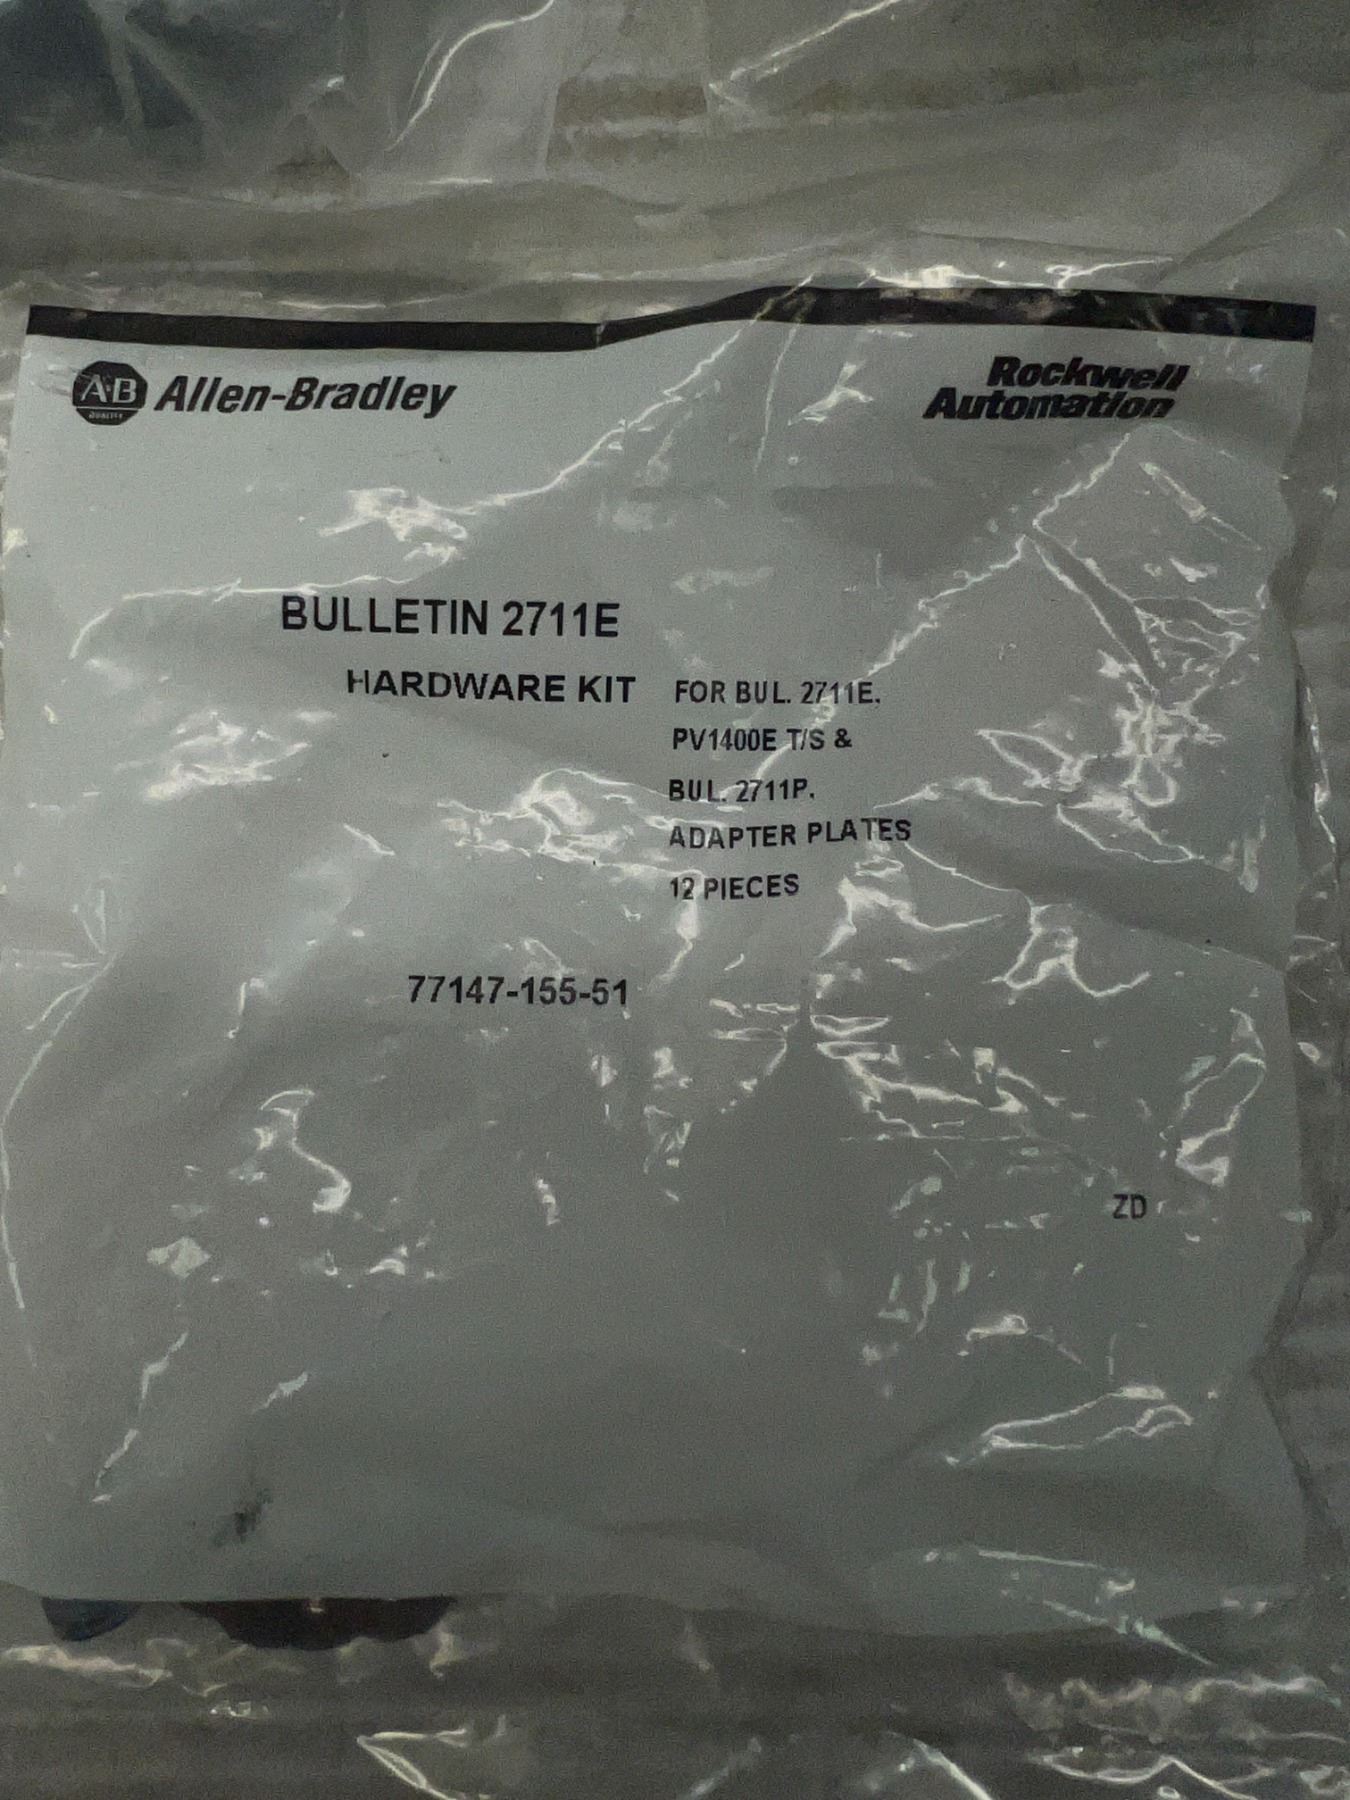 A·B QUALITY Allen-Bradley
Rockwell
Automation
BULLETIN 2711E
HARDWARE KIT FOR BUL. 2711E,
PV1400E T/S &
BUL. 2711P.
ADAPTER PLATES
12 PIECES
77147-155-51
ZD